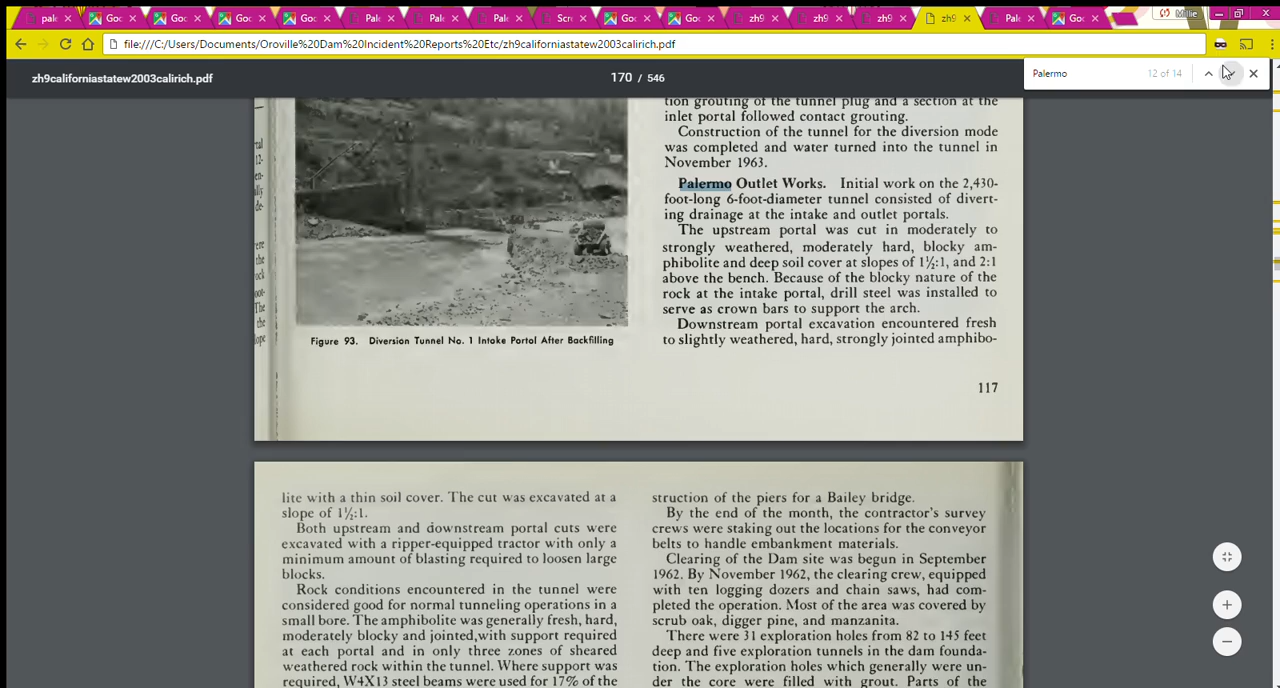 pale
Goo
Goo
Goo
Goo
Pale
Pale
Pale
Scre
Goo
Goo
zh9
zh9
zh9
zh9
Pale
Goo
Millie
file:///C:/Users/Documents/Oroville%20Dam%20Incident%20Reports%20Etc/zh9californiastatew2003calirich.pdf
zh9californiastatew2003calirich.pdf
170 / 546
Palermo
12 of 14
Figure 93. Diversion Tunnel No. 1 Intake Portal After Backfilling
tion grouting of the tunnel plug and a section at the
inlet portal followed contact grouting.
Construction of the tunnel for the diversion mode
was completed and water turned into the tunnel in
November 1963.
Palermo Outlet Works. Initial work on the 2,430-
foot-long 6-foot-diameter tunnel consisted of divert-
ing drainage at the intake and outlet portals.
The upstream portal was cut in moderately to
strongly weathered, moderately hard, blocky am-
phibolite and deep soil cover at slopes of 1½:1, and 2:1
above the bench. Because of the blocky nature of the
rock at the intake portal, drill steel was installed to
serve as crown bars to support the arch.
Downstream portal excavation encountered fresh
to slightly weathered, hard, strongly jointed amphibo-
117
lite with a thin soil cover. The cut was excavated at a
slope of 1½:1.
Both upstream and downstream portal cuts were
excavated with a ripper-equipped tractor with only a
minimum amount of blasting required to loosen large
blocks.
Rock conditions encountered in the tunnel were
considered good for normal tunneling operations in a
small bore. The amphibolite was generally fresh, hard,
moderately blocky and jointed,with support required
at each portal and in only three zones of sheared
weathered rock within the tunnel. Where support was
required, W4X13 steel beams were used for 17% of the
struction of the piers for a Bailey bridge.
By the end of the month, the contractor's survey
crews were staking out the locations for the conveyor
belts to handle embankment materials.
Clearing of the Dam site was begun in September
1962. By November 1962, the clearing crew, equipped
with ten logging dozers and chain saws, had com-
pleted the operation. Most of the area was covered by
scrub oak, digger pine, and manzanita.
There were 31 exploration holes from 82 to 145 feet
deep and five exploration tunnels in the dam founda-
tion. The exploration holes which generally were un-
der the core were filled with grout. Parts of the